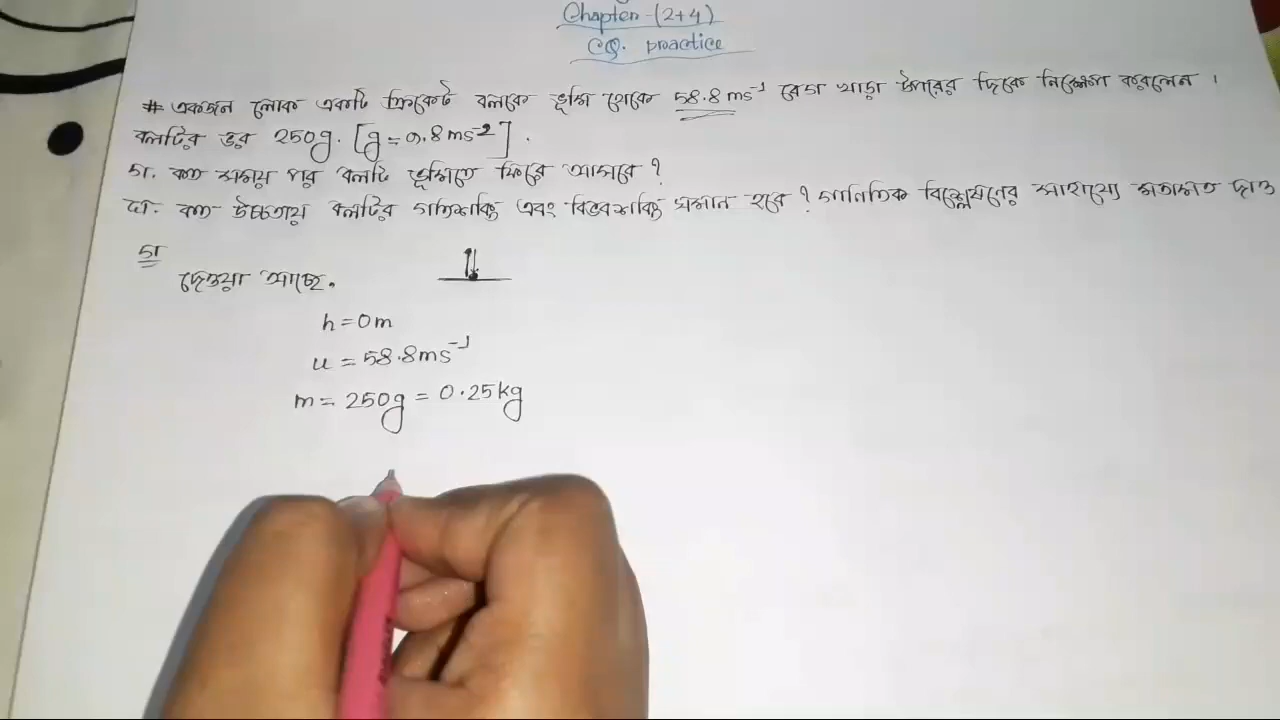 Chapter-(2+4)
CQ. practice
# একজন লোক একটি ক্রিকেট বলকে ভূমি থেকে 58.8 ms⁻¹ বেগে খাড়া উপরের দিকে নিক্ষেপ করলেন ।
বলটির ভর 250g. [g = 9.8 ms⁻²] .
গ. কত সময় পর বলটি ভূমিতে ফিরে আসবে ?
ঘ. কত উচ্চতায় বলটির গতিশক্তি এবং বিভবশক্তি সমান হবে ? গাণিতিক বিশ্লেষণের সাহায্যে মতামত দাও
গ
দেওয়া আছে,
h = 0m
u = 58.8ms⁻¹
m = 250g = 0.25kg